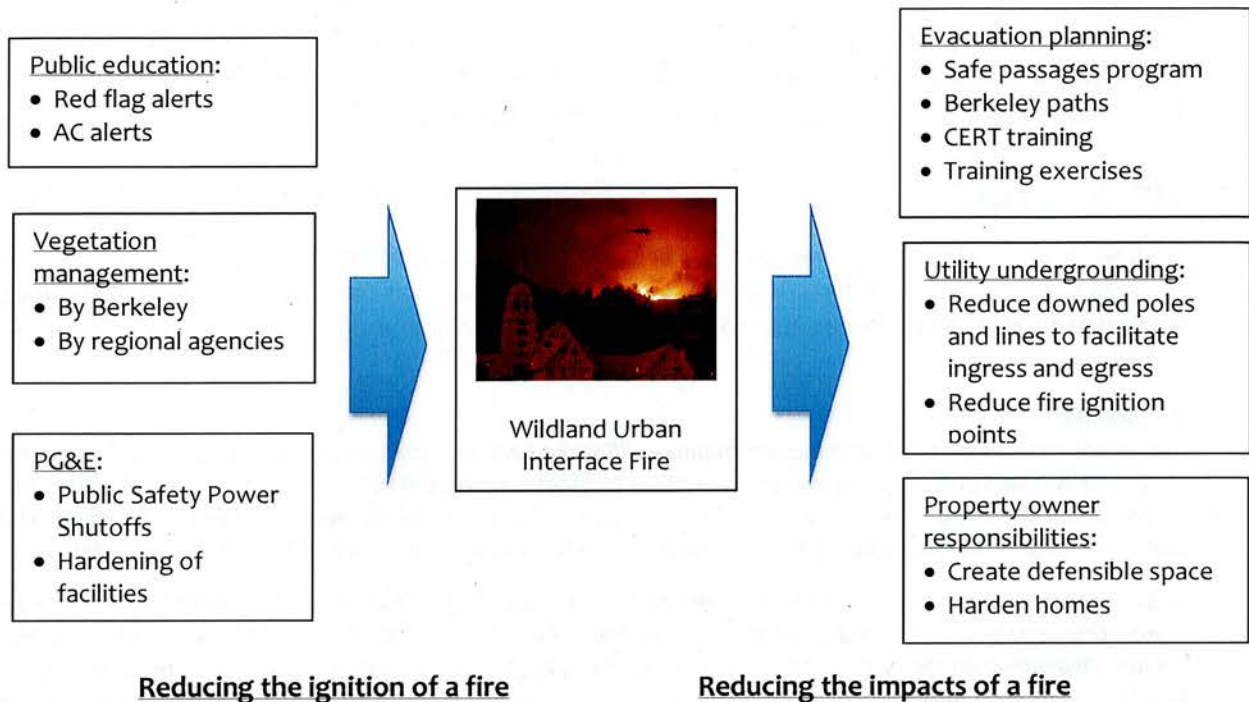 Public education:
• Red flag alerts
• AC alerts
Vegetation
management:
• By Berkeley
• By regional agencies
PG&E:
• Public Safety Power
Shutoffs
• Hardening of
facilities
Wildland Urban
Interface Fire
Evacuation planning:
• Safe passages program
• Berkeley paths
• CERT training
• Training exercises
Utility undergrounding:
• Reduce downed poles
and lines to facilitate
ingress and egress
• Reduce fire ignition
points
Property owner
responsibilities:
• Create defensible space
• Harden homes
Reducing the ignition of a fire
Reducing the impacts of a fire